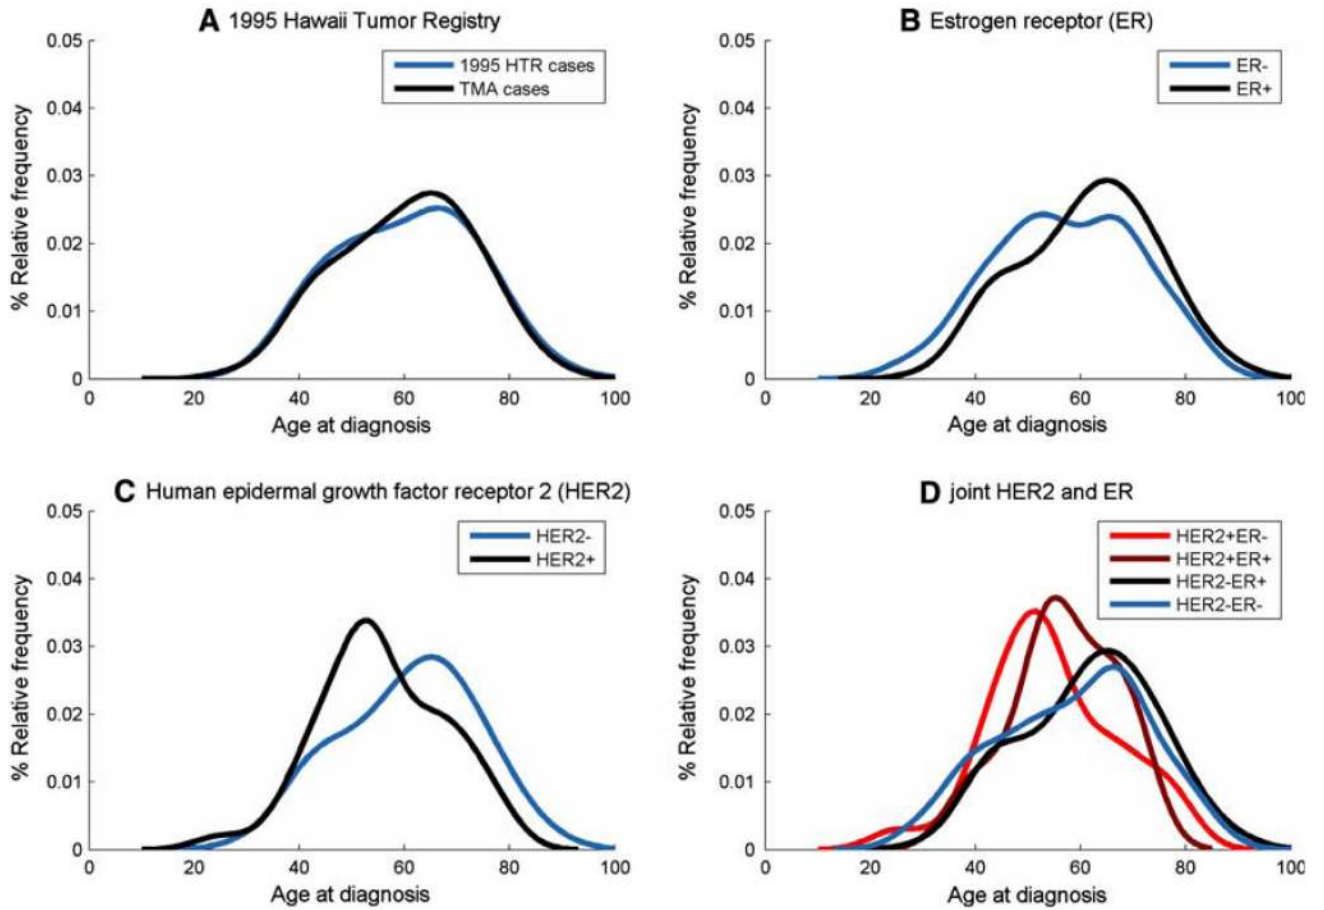 A 1995 Hawaii Tumor Registry
0.05
0.04
0.03
0.02
0.01
0
% Relative frequency
1995 HTR cases
TMA cases
0 20 40 60 80 100
Age at diagnosis
B Estrogen receptor (ER)
0.05
0.04
0.03
0.02
0.01
0
% Relative frequency
ER-
ER+
0 20 40 60 80 100
Age at diagnosis
C Human epidermal growth factor receptor 2 (HER2)
0.05
0.04
0.03
0.02
0.01
0
% Relative frequency
HER2-
HER2+
0 20 40 60 80 100
Age at diagnosis
D joint HER2 and ER
0.05
0.04
0.03
0.02
0.01
0
% Relative frequency
HER2+ER-
HER2+ER+
HER2-ER+
HER2-ER-
0 20 40 60 80 100
Age at diagnosis